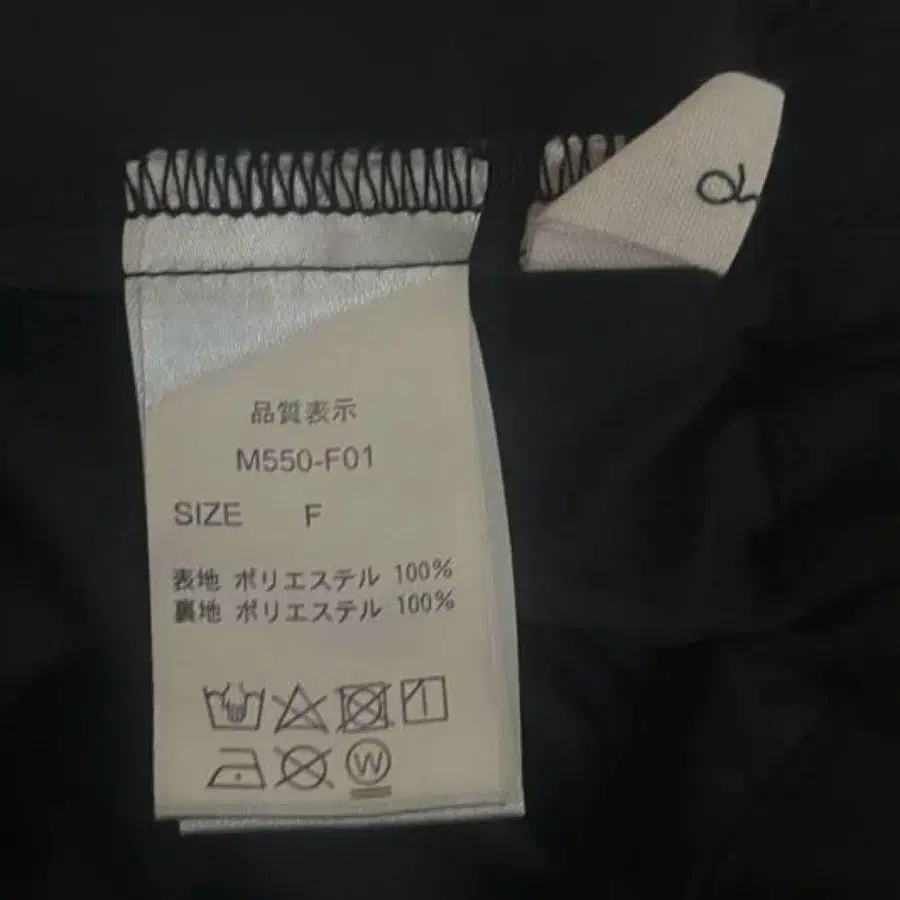 品質表示
M550-F01
SIZE F
表地 ポリエステル 100%
裏地 ポリエステル 100%
W